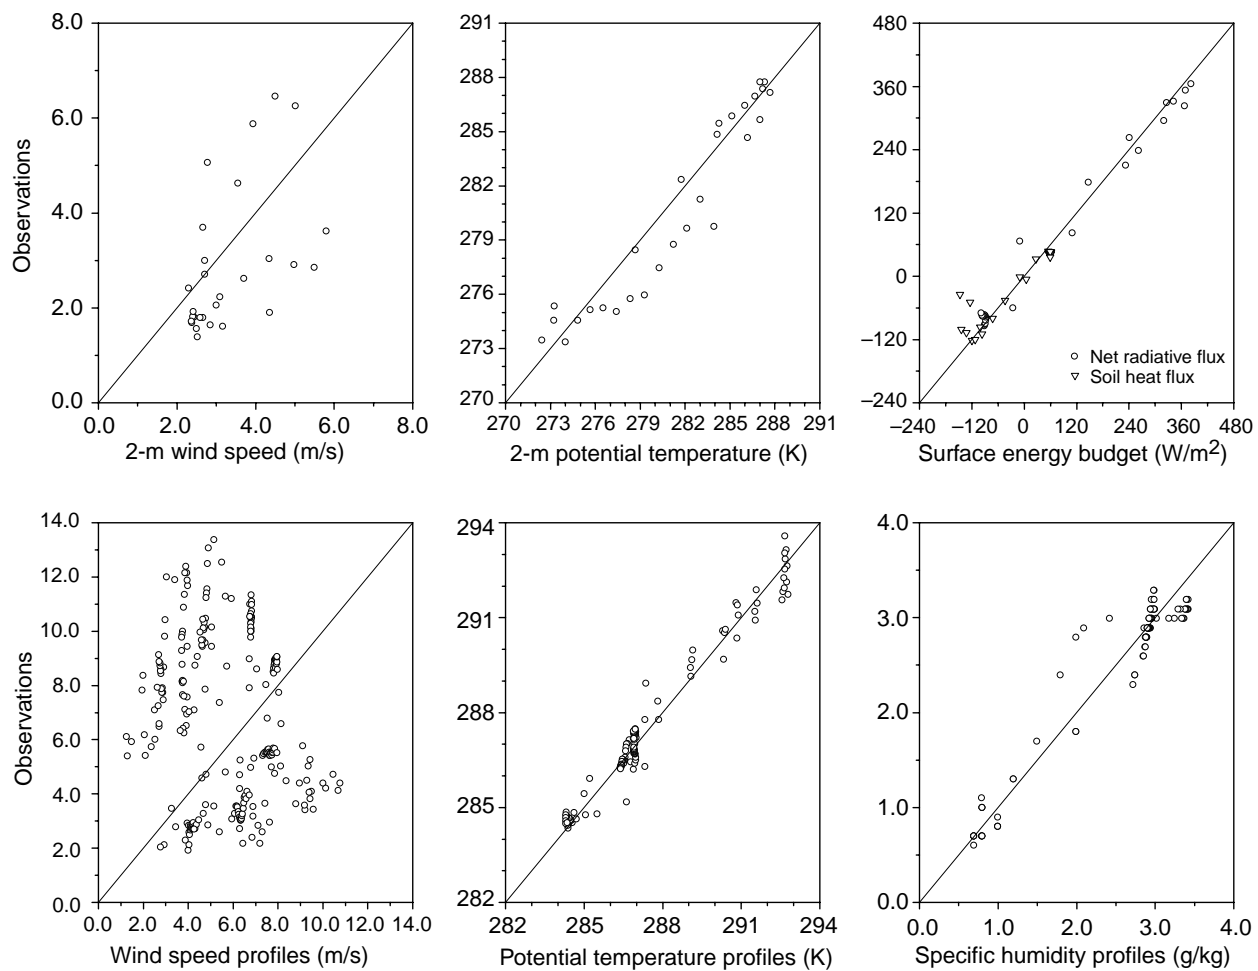 8.0
6.0
4.0
2.0
0.0
0.0 2.0 4.0 6.0 8.0
2-m wind speed (m/s)
Observations
291
288
285
282
279
276
273
270
270 273 276 279 282 285 288 291
2-m potential temperature (K)
480
360
240
120
0
−120
−240
−240 −120 0 120 240 360 480
Surface energy budget (W/m2)
Net radiative flux
Soil heat flux
14.0
12.0
10.0
8.0
6.0
4.0
2.0
0.0
0.0 2.0 4.0 6.0 8.0 10.0 14.0
Wind speed profiles (m/s)
Observations
294
291
288
285
282
282 285 288 291 294
Potential temperature profiles (K)
4.0
3.0
2.0
1.0
0.0
0.0 1.0 2.0 3.0 4.0
Specific humidity profiles (g/kg)